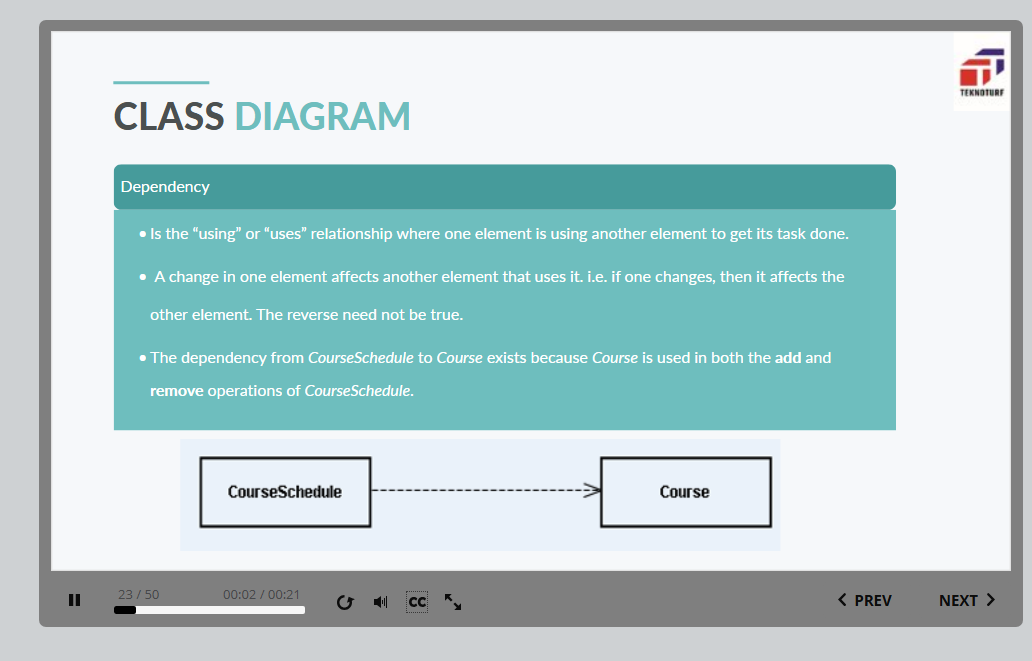 TEKNOTURF
CLASS DIAGRAM
Dependency
• Is the “using” or “uses” relationship where one element is using another element to get its task done.
• A change in one element affects another element that uses it. i.e. if one changes, then it affects the
other element. The reverse need not be true.
• The dependency from CourseSchedule to Course exists because Course is used in both the add and
remove operations of CourseSchedule.
CourseSchedule
Course
23 / 50
00:02 / 00:21
CC
PREV
NEXT